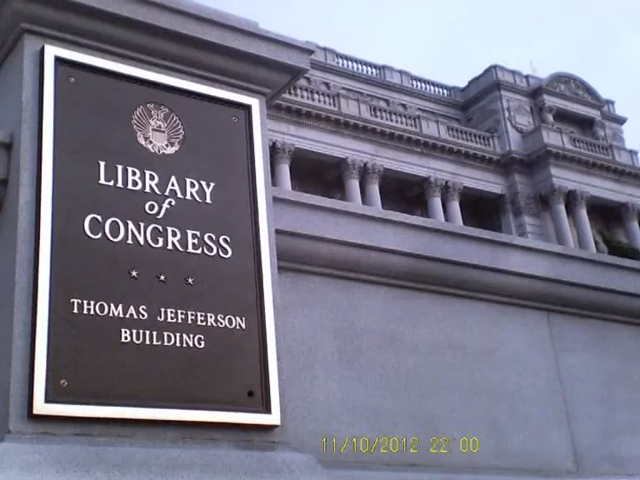 LIBRARY
of
CONGRESS
THOMAS JEFFERSON
BUILDING
11/10/2012 22 00